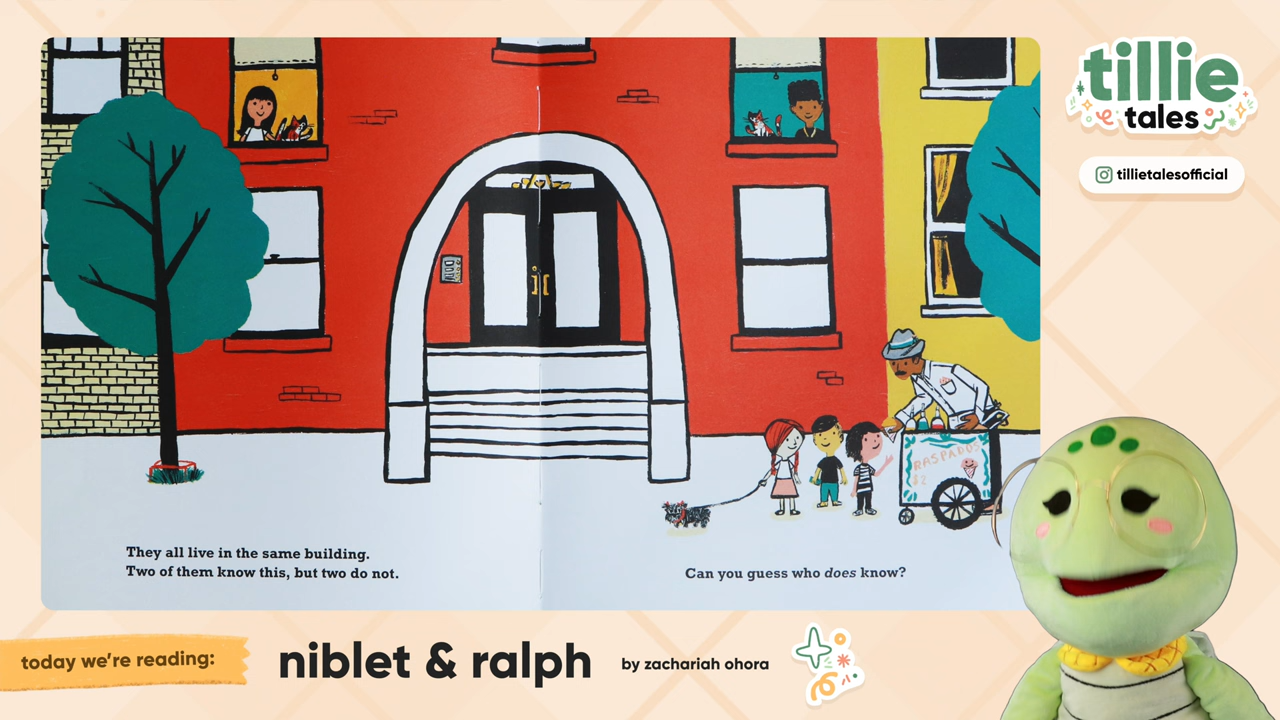 tillie
tales
tillietalesofficial
RASPADOS
$2
They all live in the same building.
Two of them know this, but two do not.
Can you guess who does know?
today we're reading:
niblet & ralph
by zachariah ohora